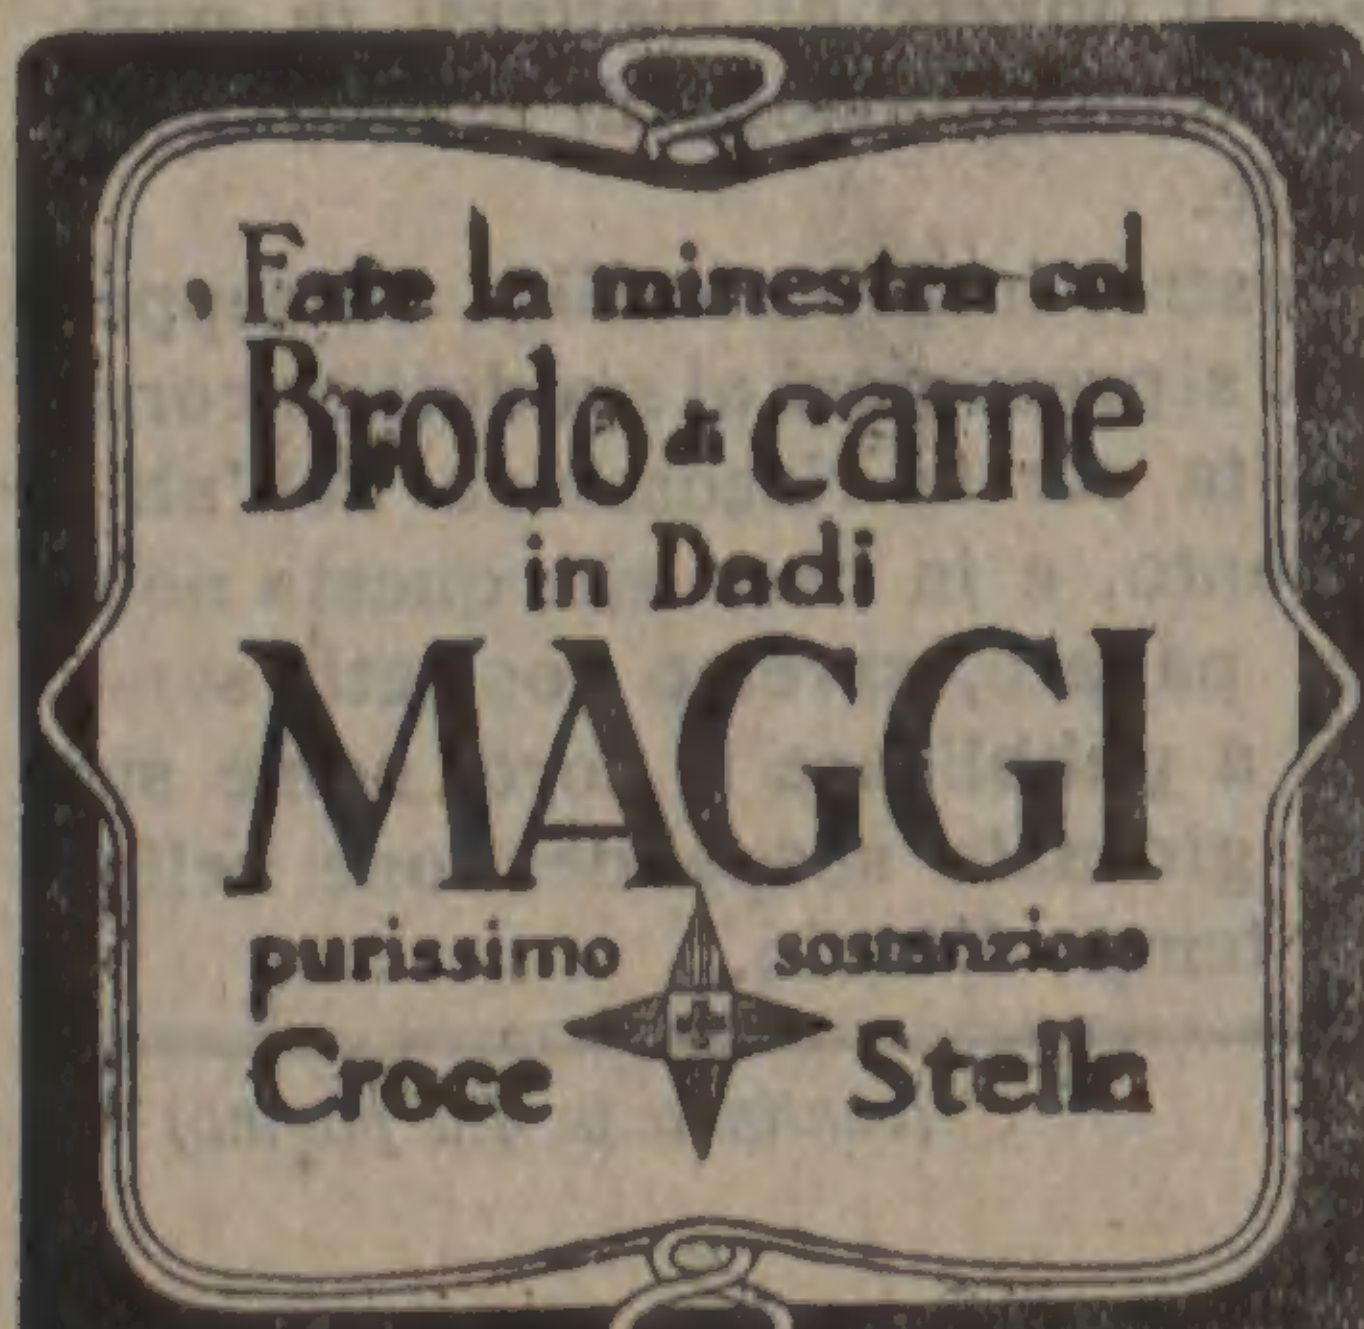 Fate la minestra col
Brodo di carne
in Dadi
MAGGI
purissimo sostanzioso
Croce Stella